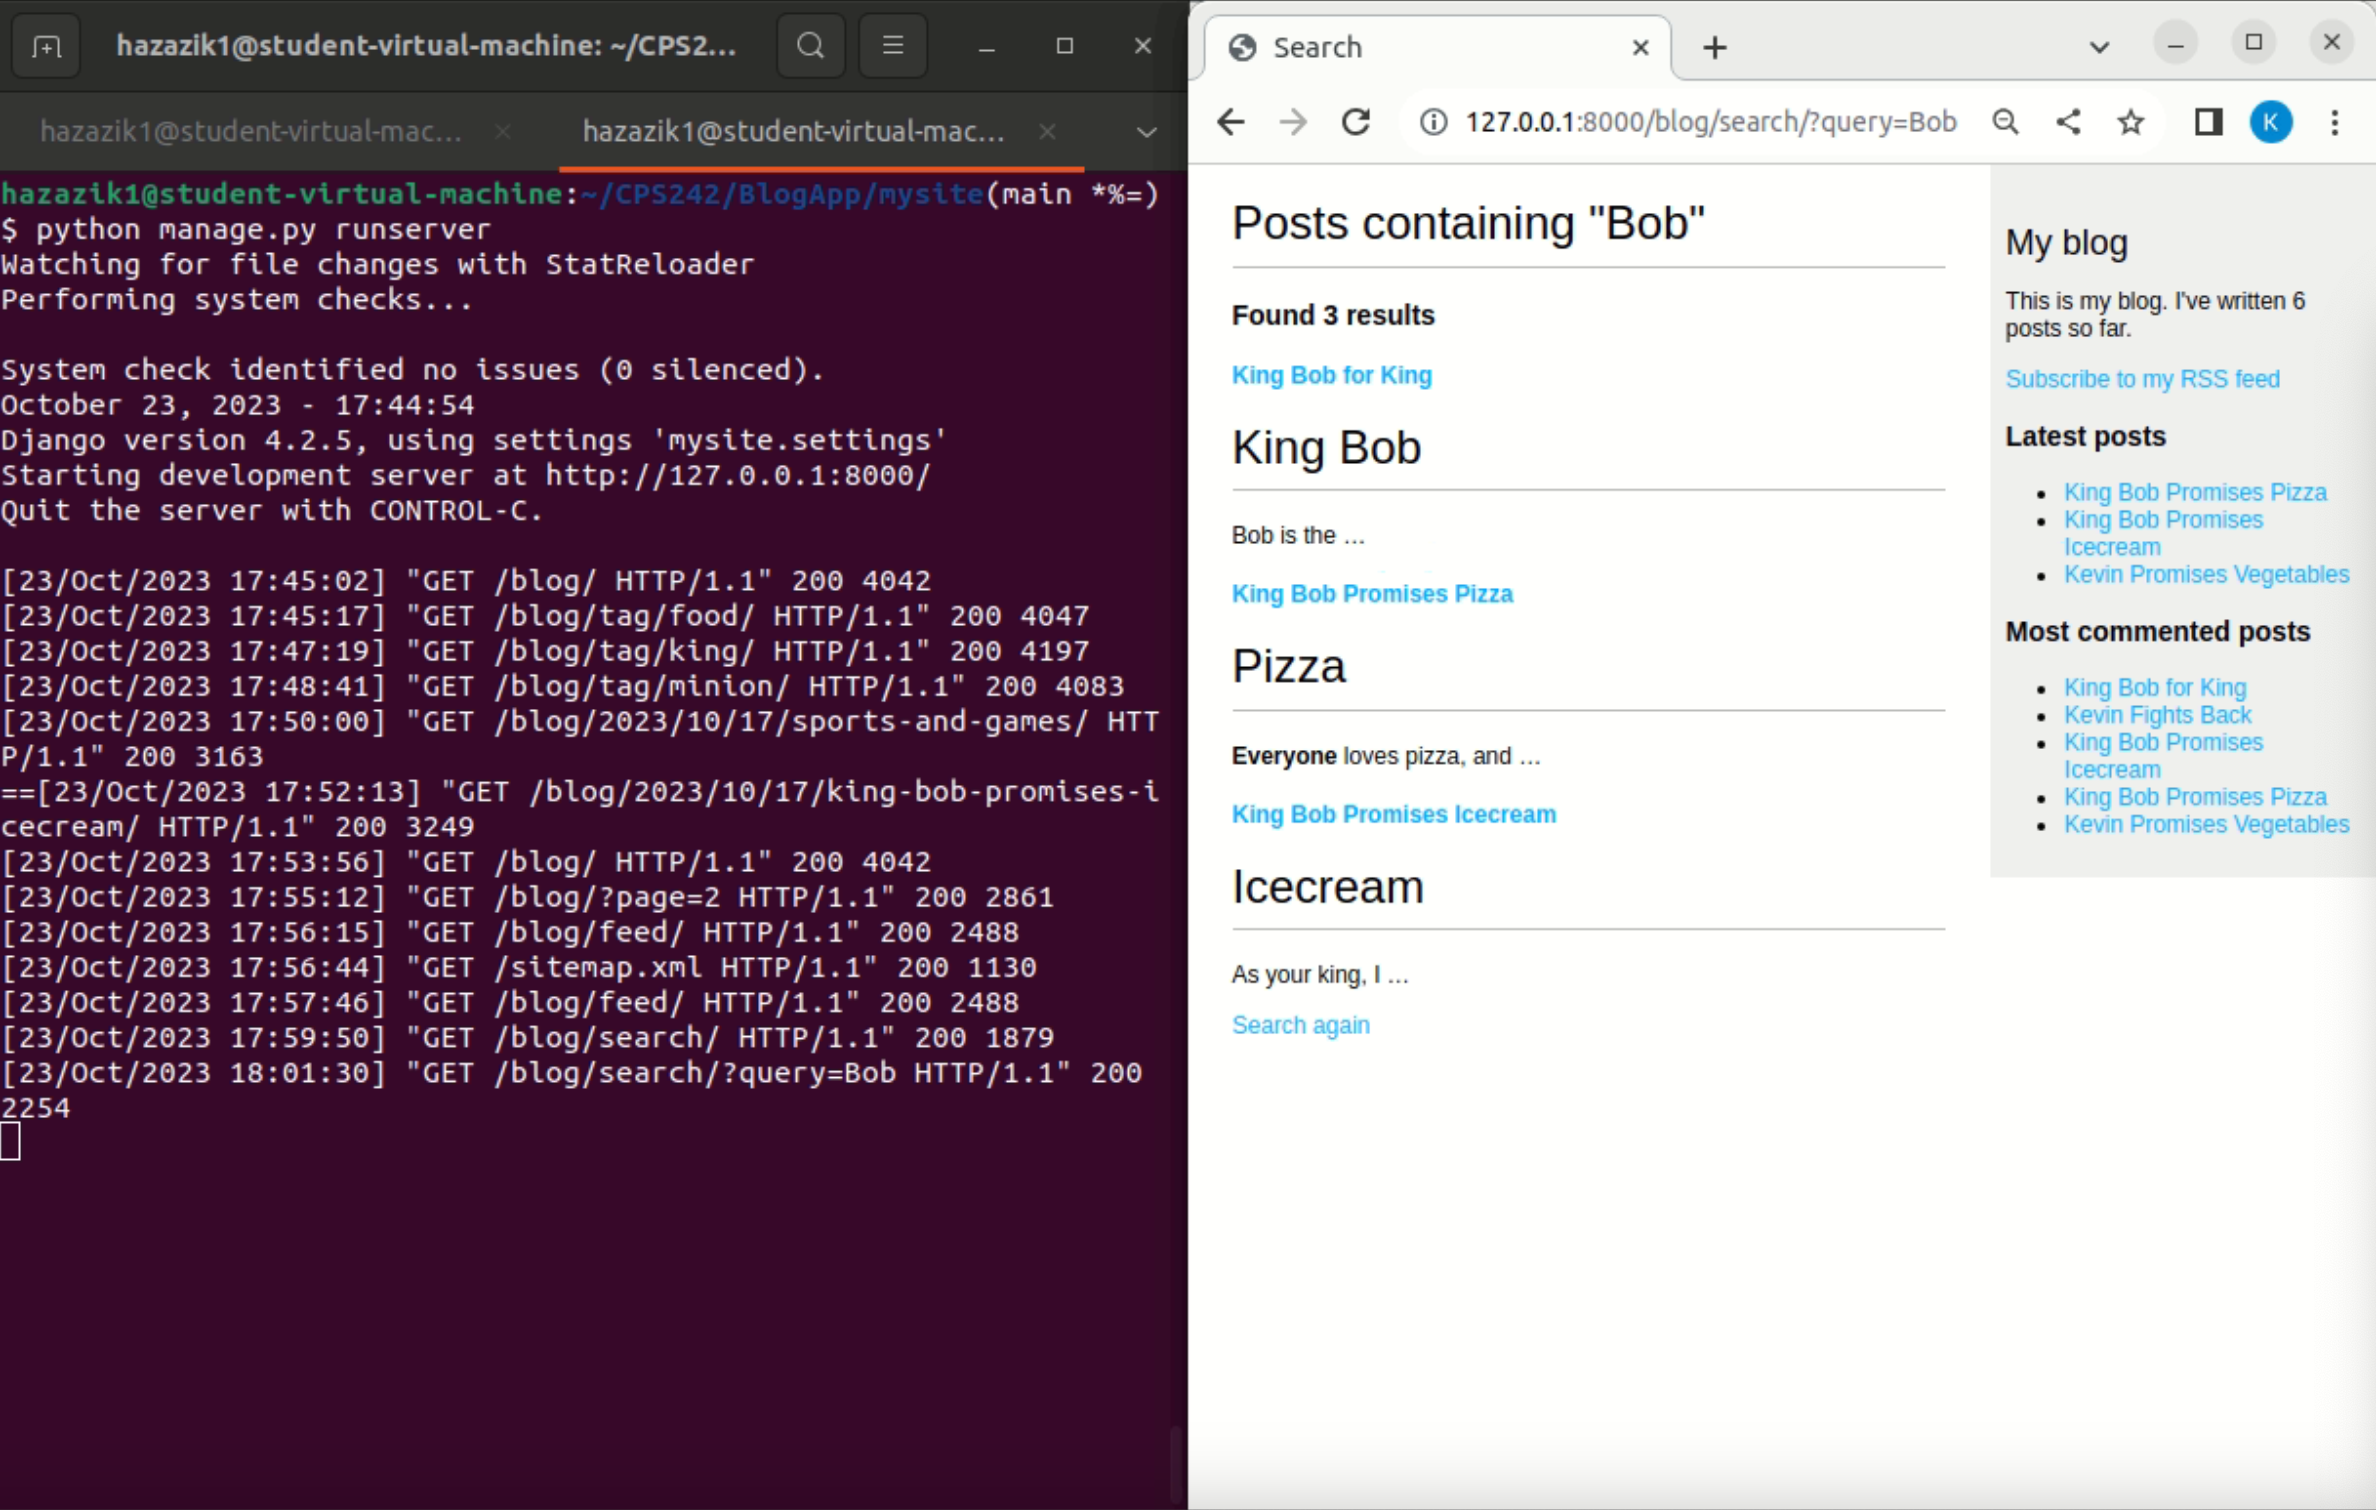 hazazik1@student-virtual-machine: ~/CPS2...
hazazik1@student-virtual-mac...
hazazik1@student-virtual-mac...
hazazik1@student-virtual-machine:~/CPS242/BlogApp/mysite(main *%=)
$ python manage.py runserver
Watching for file changes with StatReloader
Performing system checks...
System check identified no issues (0 silenced).
October 23, 2023 - 17:44:54
Django version 4.2.5, using settings 'mysite.settings'
Starting development server at http://127.0.0.1:8000/
Quit the server with CONTROL-C.
[23/Oct/2023 17:45:02] "GET /blog/ HTTP/1.1" 200 4042
[23/Oct/2023 17:45:17] "GET /blog/tag/food/ HTTP/1.1" 200 4047
[23/Oct/2023 17:47:19] "GET /blog/tag/king/ HTTP/1.1" 200 4197
[23/Oct/2023 17:48:41] "GET /blog/tag/minion/ HTTP/1.1" 200 4083
[23/Oct/2023 17:50:00] "GET /blog/2023/10/17/sports-and-games/ HTT
P/1.1" 200 3163
==[23/Oct/2023 17:52:13] "GET /blog/2023/10/17/king-bob-promises-i
cecream/ HTTP/1.1" 200 3249
[23/Oct/2023 17:53:56] "GET /blog/ HTTP/1.1" 200 4042
[23/Oct/2023 17:55:12] "GET /blog/?page=2 HTTP/1.1" 200 2861
[23/Oct/2023 17:56:15] "GET /blog/feed/ HTTP/1.1" 200 2488
[23/Oct/2023 17:56:44] "GET /sitemap.xml HTTP/1.1" 200 1130
[23/Oct/2023 17:57:46] "GET /blog/feed/ HTTP/1.1" 200 2488
[23/Oct/2023 17:59:50] "GET /blog/search/ HTTP/1.1" 200 1879
[23/Oct/2023 18:01:30] "GET /blog/search/?query=Bob HTTP/1.1" 200
2254
Search
127.0.0.1:8000/blog/search/?query=Bob
K
Posts containing "Bob"
Found 3 results
King Bob for King
King Bob
Bob is the …
King Bob Promises Pizza
Pizza
Everyone loves pizza, and …
King Bob Promises Icecream
Icecream
As your king, I …
Search again
My blog
This is my blog. I've written 6
posts so far.
Subscribe to my RSS feed
Latest posts
King Bob Promises Pizza
King Bob Promises
Icecream
Kevin Promises Vegetables
Most commented posts
King Bob for King
Kevin Fights Back
King Bob Promises
Icecream
King Bob Promises Pizza
Kevin Promises Vegetables